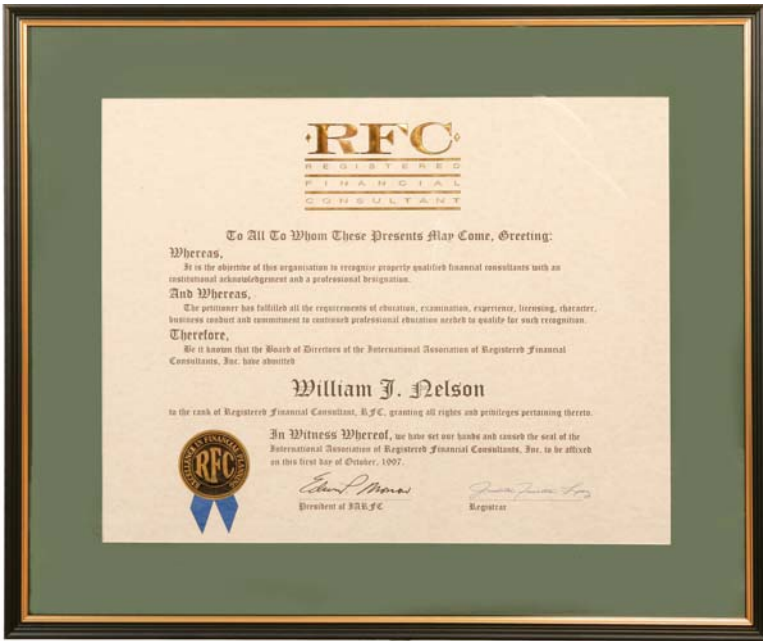 RFC
REGISTERED
FINANCIAL
CONSULTANT
To All To Whom These Presents May Come, Greeting:
Whereas,
It is the objective of this organization to recognize properly qualified financial consultants with an
institutional acknowledgement and a professional designation.
And Whereas,
The petitioner has fulfilled all the requirements of education, examination, experience, licensing, character,
business conduct and commitment to continued professional education needed to qualify for such recognition.
Therefore,
Be it known that the Board of Directors of the International Association of Registered Financial
Consultants, Inc. have admitted
William J. Nelson
to the rank of Registered Financial Consultant, RFC, granting all rights and privileges pertaining thereto.
In Witness Whereof, we have set our hands and caused the seal of the
International Association of Registered Financial Consultants, Inc. to be affixed
on this first day of October, 1997.
EXCELLENCE IN FINANCIAL PLANNING
RFC
President of IARFC
Registrar